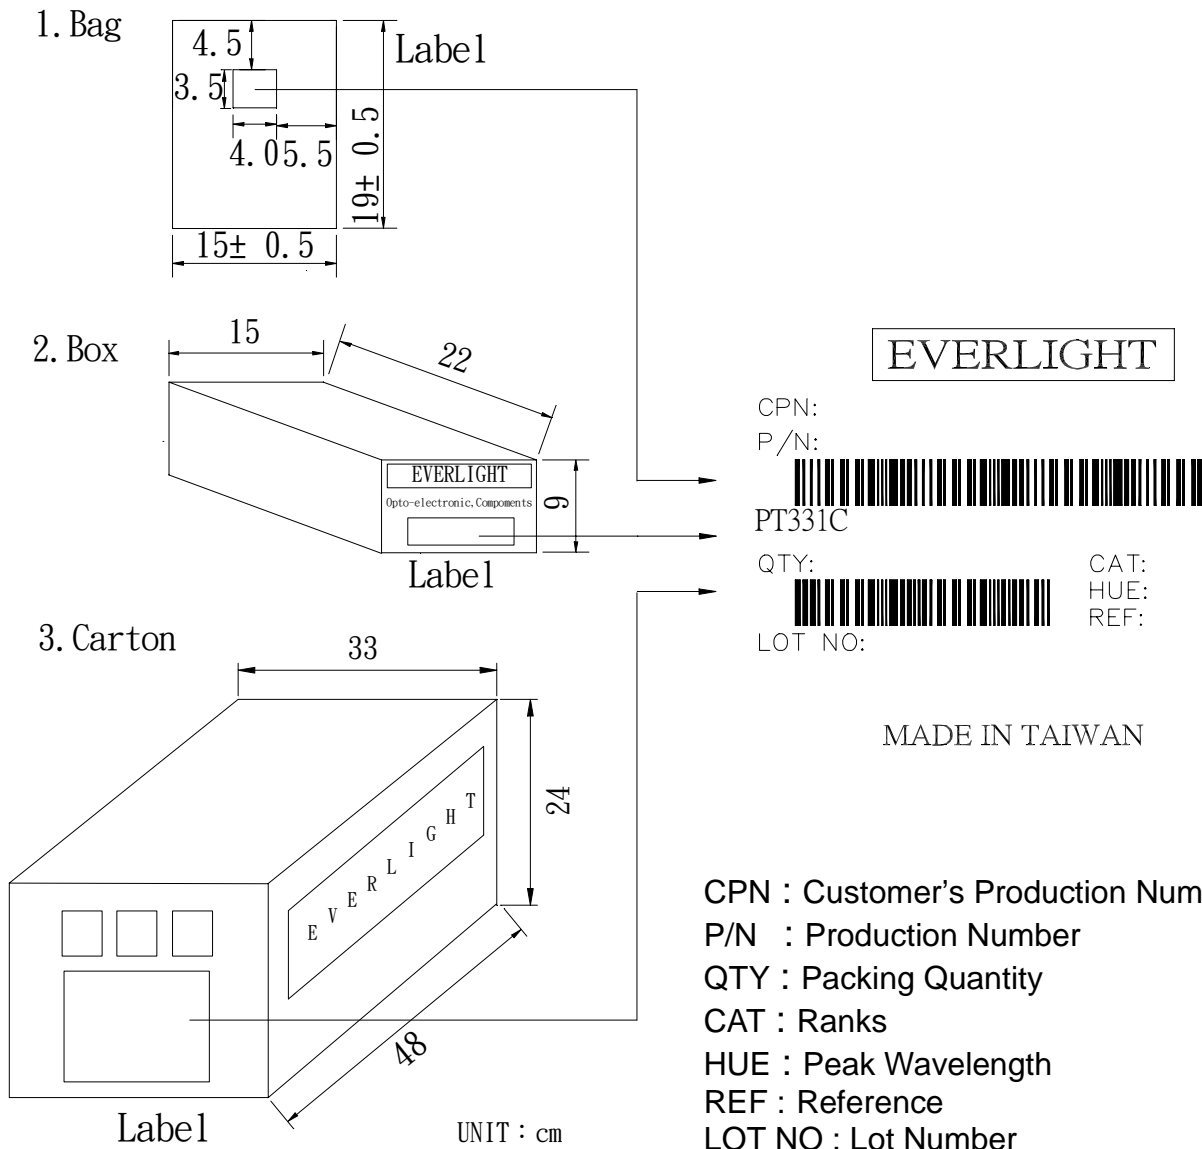 1. Bag
4.5
Label
3.5
4.0 5.5
19± 0.5
15± 0.5
2. Box
15
22
EVERLIGHT
Opto-electronic,Compoments
9
Label
3. Carton
33
24
E V E R L I G H T
48
Label
UNIT：cm
EVERLIGHT
CPN:
P/N:
PT331C
QTY:
CAT:
HUE:
REF:
LOT NO:
MADE IN TAIWAN
CPN：Customer’s Production Num
P/N ：Production Number
QTY：Packing Quantity
CAT：Ranks
HUE：Peak Wavelength
REF : Reference
LOT NO : Lot Number